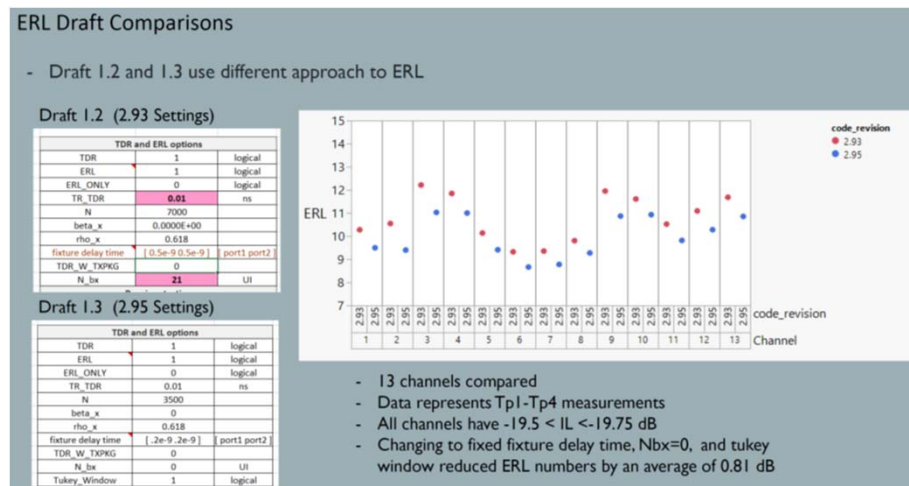 ERL Draft Comparisons
- Draft 1.2 and 1.3 use different approach to ERL
Draft 1.2 (2.93 Settings)
TDR and ERL options
TDR 1 logical
ERL 1 logical
ERL_ONLY 0 logical
TR_TDR 0.01 ns
N 7000
beta_x 0.0000E+00
rho_x 0.618
fixture delay time [ 0.5e-9 0.5e-9 ] [ port1 port2 ]
TDR_W_TXPKG 0
N_bx 21 UI
Draft 1.3 (2.95 Settings)
TDR and ERL options
TDR 1 logical
ERL 1 logical
ERL_ONLY 0 logical
TR_TDR 0.01 ns
N 3500
beta_x 0
rho_x 0.618
fixture delay time [ .2e-9 .2e-9 ] [ port1 port2 ]
TDR_W_TXPKG 0
N_bx 0 UI
Tukey_Window 1 logical
15
14
13
12
ERL 11
10
9
8
7
2.93 2.95 2.93 2.95 2.93 2.95 2.93 2.95 2.93 2.95 2.93 2.95 2.93 2.95 2.93 2.95 2.93 2.95 2.93 2.95 2.93 2.95 2.93 2.95 2.93 2.95 code_revision
1 2 3 4 5 6 7 8 9 10 11 12 13 Channel
code_revision
2.93
2.95
- 13 channels compared
- Data represents Tp1-Tp4 measurements
- All channels have -19.5 < IL <-19.75 dB
- Changing to fixed fixture delay time, Nbx=0, and tukey
window reduced ERL numbers by an average of 0.81 dB